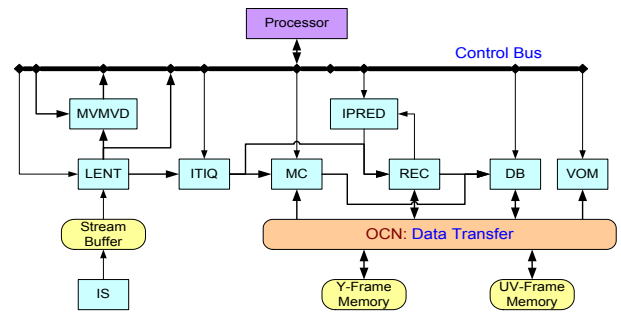 Processor
Control Bus
MVMVD
IPRED
LENT
ITIQ
MC
REC
DB
VOM
Stream
Buffer
OCN: Data Transfer
IS
Y-Frame
Memory
UV-Frame
Memory